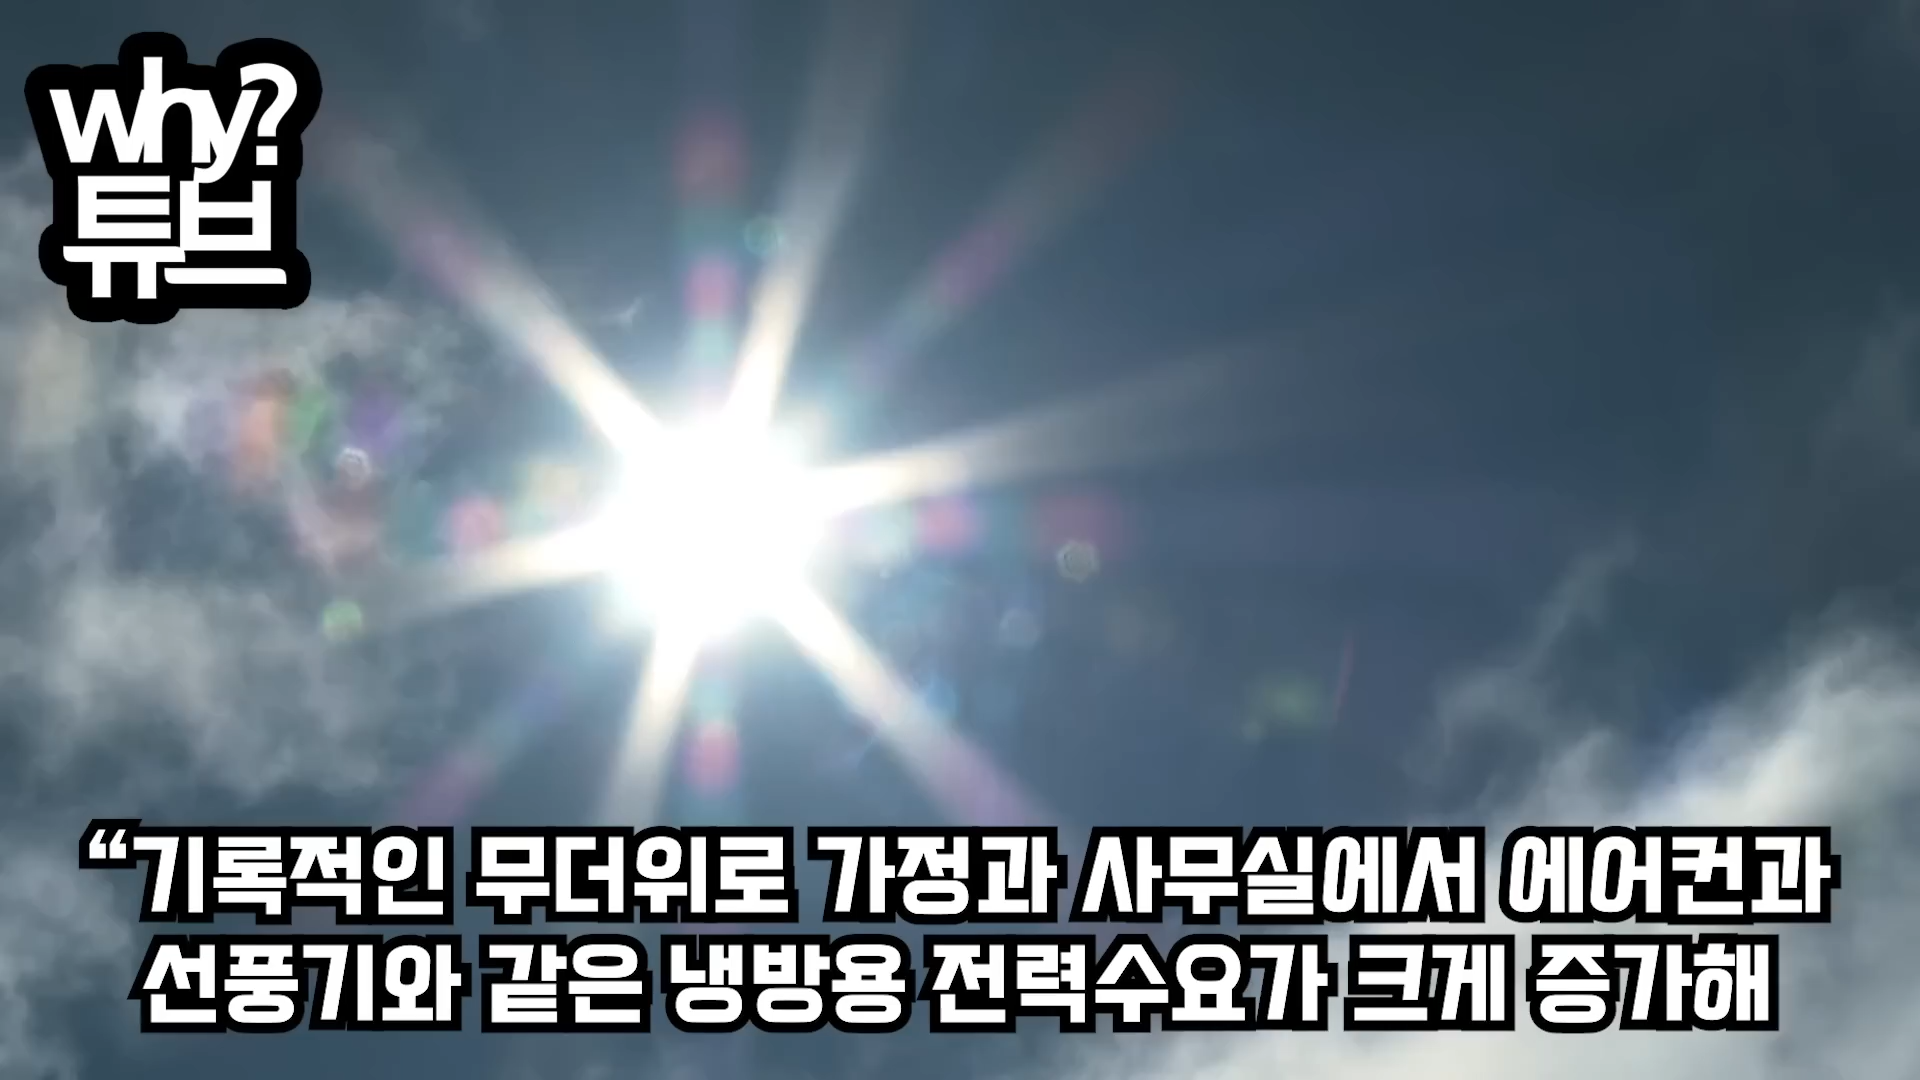 why?
튜브
“기록적인 무더위로 가정과 사무실에서 에어컨과
선풍기와 같은 냉방용 전력수요가 크게 증가해